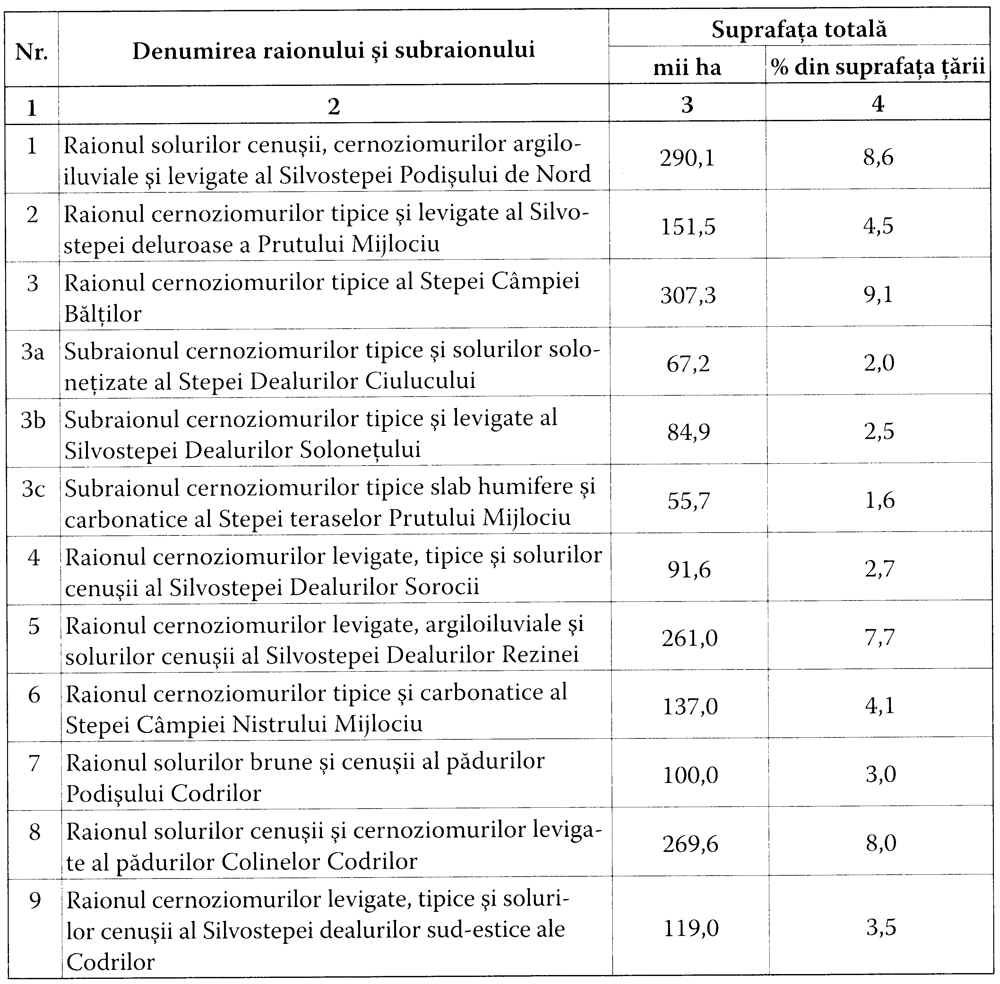 Nr.
Denumirea raionului şi subraionului
Suprafaţa totală
mii ha
% din suprafaţa ţării
1
2
3
4
1
Raionul solurilor cenuşii, cernoziomurilor argilo-
iluviale şi levigate al Silvostepei Podişului de Nord
290,1
8,6
2
Raionul cernoziomurilor tipice şi levigate al Silvo-
stepei deluroase a Prutului Mijlociu
151,5
4,5
3
Raionul cernoziomurilor tipice al Stepei Câmpiei
Bălţilor
307,3
9,1
3a
Subraionul cernoziomurilor tipice şi solurilor solo-
neţizate al Stepei Dealurilor Ciulucului
67,2
2,0
3b
Subraionul cernoziomurilor tipice şi levigate al
Silvostepei Dealurilor Soloneţului
84,9
2,5
3c
Subraionul cernoziomurilor tipice slab humifere şi
carbonatice al Stepei teraselor Prutului Mijlociu
55,7
1,6
4
Raionul cernoziomurilor levigate, tipice şi solurilor
cenuşii al Silvostepei Dealurilor Sorocii
91,6
2,7
5
Raionul cernoziomurilor levigate, argiloiluviale şi
solurilor cenuşii al Silvostepei Dealurilor Rezinei
261,0
7,7
6
Raionul cernoziomurilor tipice şi carbonatice al
Stepei Câmpiei Nistrului Mijlociu
137,0
4,1
7
Raionul solurilor brune şi cenuşii al pădurilor
Podişului Codrilor
100,0
3,0
8
Raionul solurilor cenuşii şi cernoziomurilor leviga-
te al pădurilor Colinelor Codrilor
269,6
8,0
9
Raionul cernoziomurilor levigate, tipice şi soluri-
lor cenuşii al Silvostepei dealurilor sud-estice ale
Codrilor
119,0
3,5